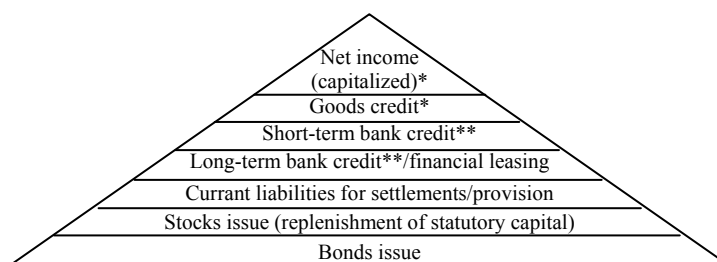 Net income
(capitalized)*
Goods credit*
Short-term bank credit**
Long-term bank credit**/financial leasing
Currant liabilities for settlements/provision
Stocks issue (replenishment of statutory capital)
Bonds issue